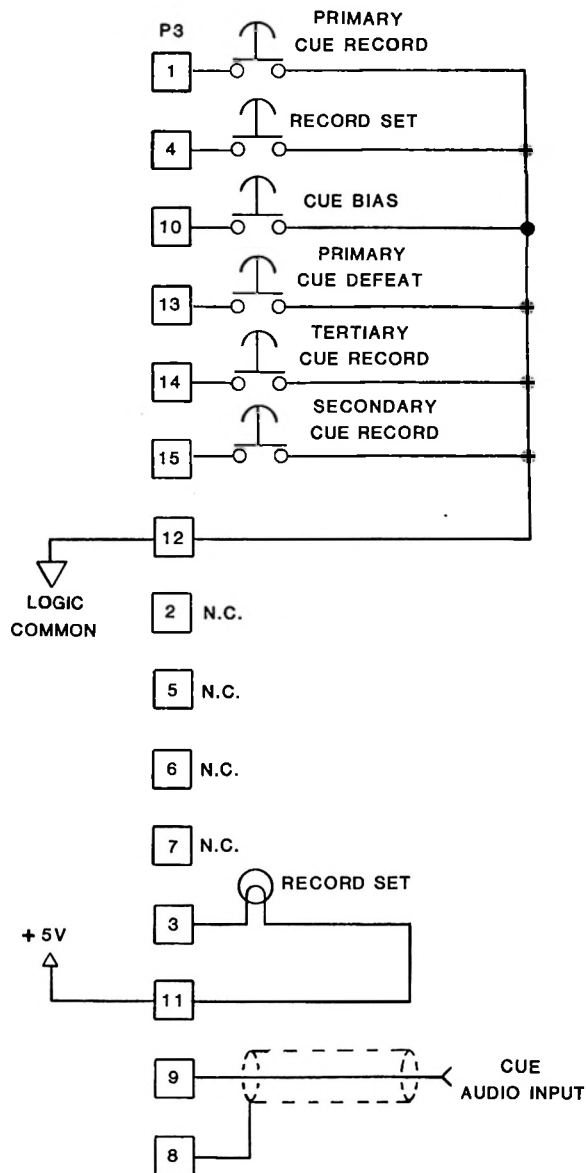 P3
PRIMARY
CUE RECORD
1
RECORD SET
4
CUE BIAS
10
PRIMARY
CUE DEFEAT
13
TERTIARY
CUE RECORD
14
SECONDARY
CUE RECORD
15
12
LOGIC
COMMON
2 N.C.
5 N.C.
6 N.C.
7 N.C.
RECORD SET
3
+5V
11
9
CUE
AUDIO INPUT
8